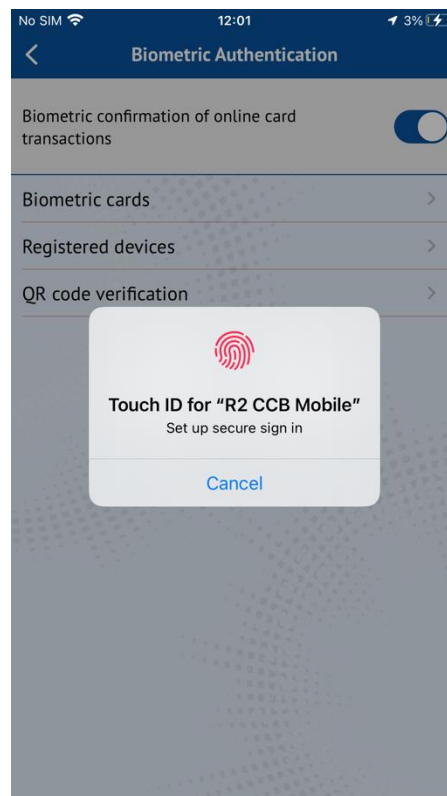 No SIM 12:01 3%
Biometric Authentication
Biometric confirmation of online card
transactions
Biometric cards
Registered devices
QR code verification
Touch ID for “R2 CCB Mobile”
Set up secure sign in
Cancel